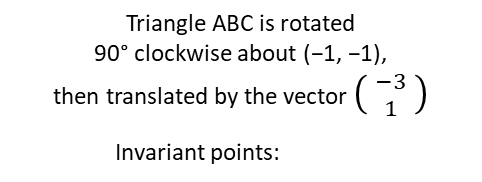 Triangle ABC is rotated
90° clockwise about (−1, −1),
then translated by the vector (−3
1)
Invariant points: